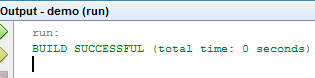 Output - demo (run)
run:
BUILD SUCCESSFUL (total time: 0 seconds)